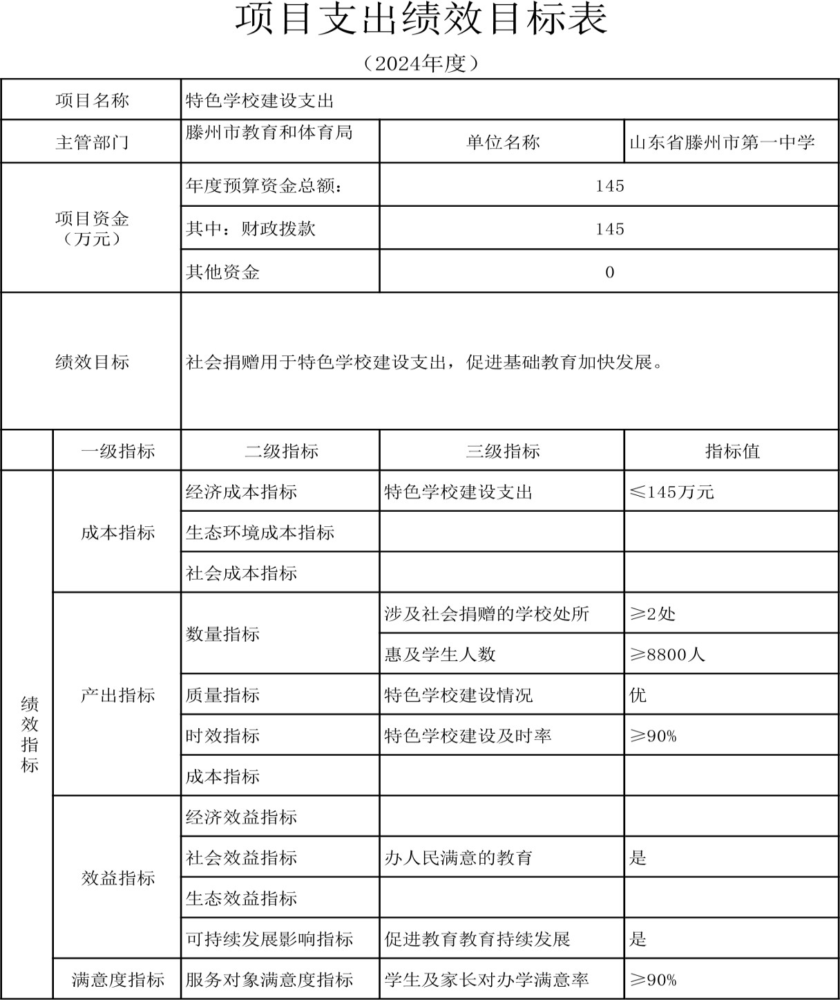 项目支出绩效目标表
（2024年度）
项目名称 特色学校建设支出
主管部门 滕州市教育和体育局 单位名称 山东省滕州市第一中学
项目资金
（万元）
年度预算资金总额： 145
其中：财政拨款 145
其他资金 0
绩效目标 社会捐赠用于特色学校建设支出，促进基础教育加快发展。
一级指标 二级指标 三级指标 指标值
绩
效
指
标
成本指标
经济成本指标 特色学校建设支出 ≤145万元
生态环境成本指标
社会成本指标
产出指标
数量指标
涉及社会捐赠的学校处所 ≥2处
惠及学生人数 ≥8800人
质量指标 特色学校建设情况 优
时效指标 特色学校建设及时率 ≥90%
成本指标
效益指标
经济效益指标
社会效益指标 办人民满意的教育 是
生态效益指标
可持续发展影响指标 促进教育教育持续发展 是
满意度指标 服务对象满意度指标 学生及家长对办学满意率 ≥90%